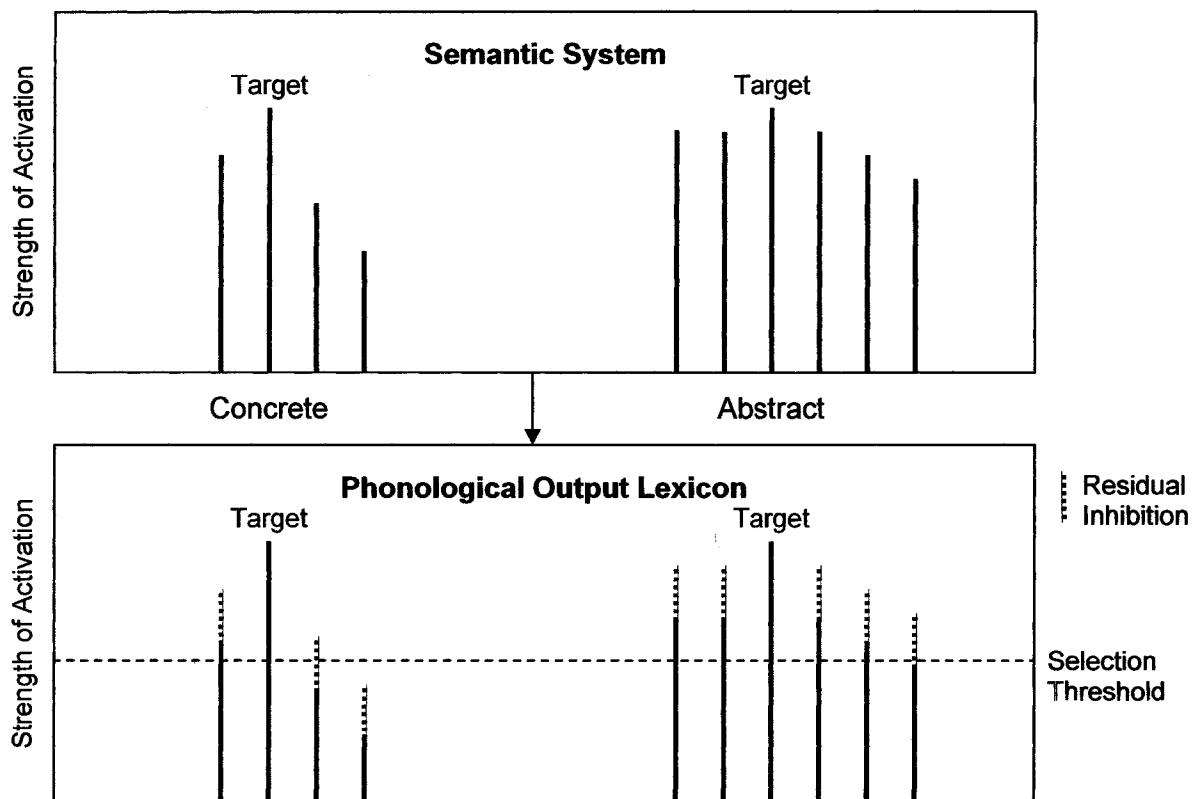 Semantic System
Target
Target
Strength of Activation
Concrete
Abstract
Phonological Output Lexicon
Target
Target
Strength of Activation
Residual
Inhibition
Selection
Threshold